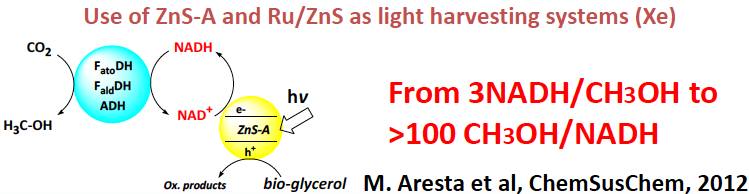 Use of ZnS-A and Ru/ZnS as light harvesting systems (Xe)
CO₂
NADH
FatoDH
FaldDH
ADH
H₃C-OH
NAD⁺
e-
ZnS-A
h⁺
hν
Ox. products
bio-glycerol
From 3NADH/CH3OH to
>100 CH3OH/NADH
M. Aresta et al, ChemSusChem, 2012